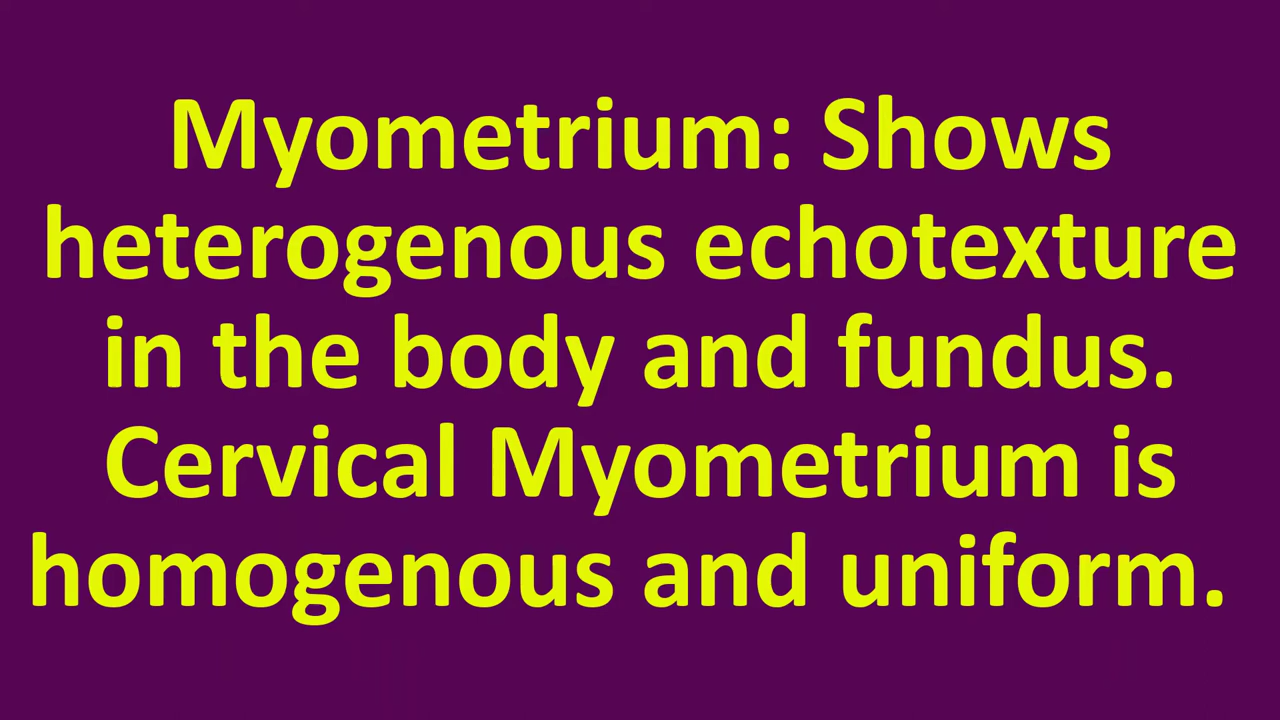 Myometrium: Shows
heterogenous echotexture
in the body and fundus.
Cervical Myometrium is
homogenous and uniform.